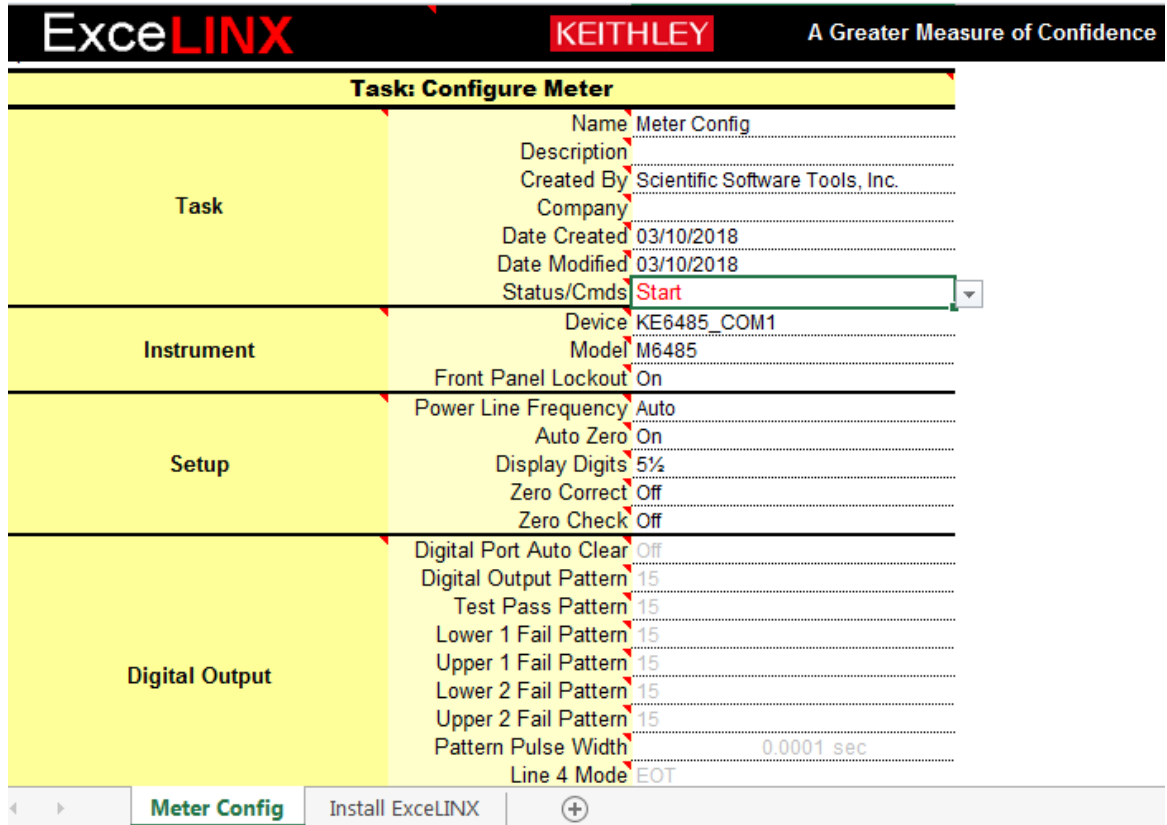 ExceLINX KEITHLEY A Greater Measure of Confidence
Task: Configure Meter
Task
Name Meter Config
Description
Created By Scientific Software Tools, Inc.
Company
Date Created 03/10/2018
Date Modified 03/10/2018
Status/Cmds Start
Instrument
Device KE6485_COM1
Model M6485
Front Panel Lockout On
Setup
Power Line Frequency Auto
Auto Zero On
Display Digits 5½
Zero Correct Off
Zero Check Off
Digital Output
Digital Port Auto Clear Off
Digital Output Pattern 15
Test Pass Pattern 15
Lower 1 Fail Pattern 15
Upper 1 Fail Pattern 15
Lower 2 Fail Pattern 15
Upper 2 Fail Pattern 15
Pattern Pulse Width 0.0001 sec
Line 4 Mode EOT
Meter Config Install ExceLINX